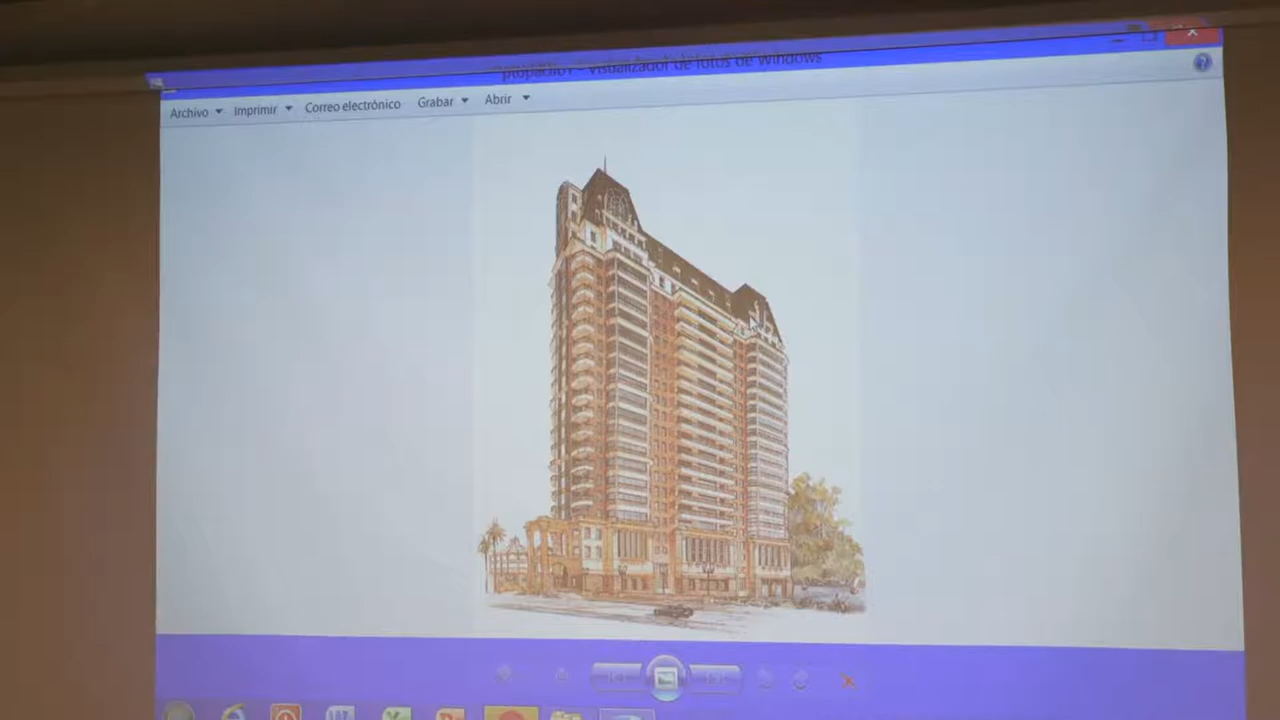 Visualizador de fotos de Windows
Archivo Imprimir Correo electrónico Grabar Abrir